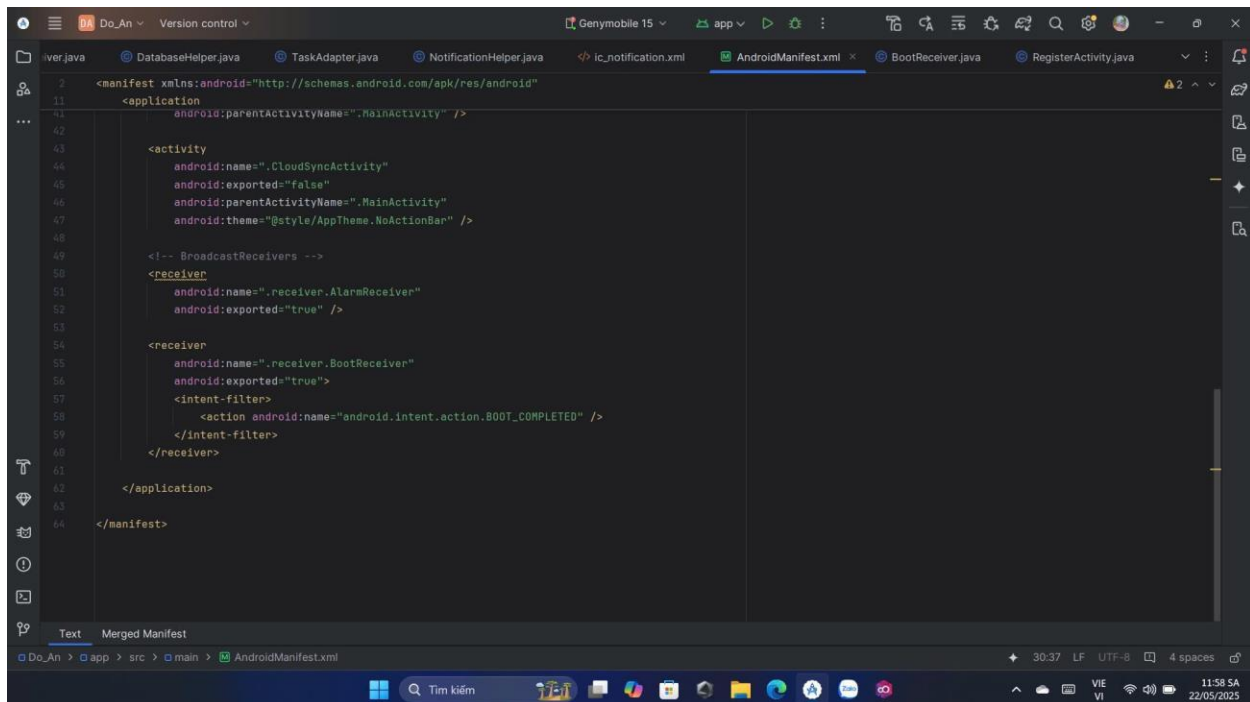 DA Do_An Version control Genymobile 15 app
iver.java DatabaseHelper.java TaskAdapter.java NotificationHelper.java ic_notification.xml AndroidManifest.xml BootReceiver.java RegisterActivity.java
2 <manifest xmlns:android="http://schemas.android.com/apk/res/android" 2
11 <application
41 android:parentActivityName=".MainActivity" />
42
43 <activity
44 android:name=".CloudSyncActivity"
45 android:exported="false"
46 android:parentActivityName=".MainActivity"
47 android:theme="@style/AppTheme.NoActionBar" />
48
49 <!-- BroadcastReceivers -->
50 <receiver
51 android:name=".receiver.AlarmReceiver"
52 android:exported="true" />
53
54 <receiver
55 android:name=".receiver.BootReceiver"
56 android:exported="true">
57 <intent-filter>
58 <action android:name="android.intent.action.BOOT_COMPLETED" />
59 </intent-filter>
60 </receiver>
61
62 </application>
63
64 </manifest>
Text Merged Manifest
Do_An > app > src > main > AndroidManifest.xml 30:37 LF UTF-8 4 spaces
Tìm kiếm Zalo VIE 11:58 SA
VI 22/05/2025